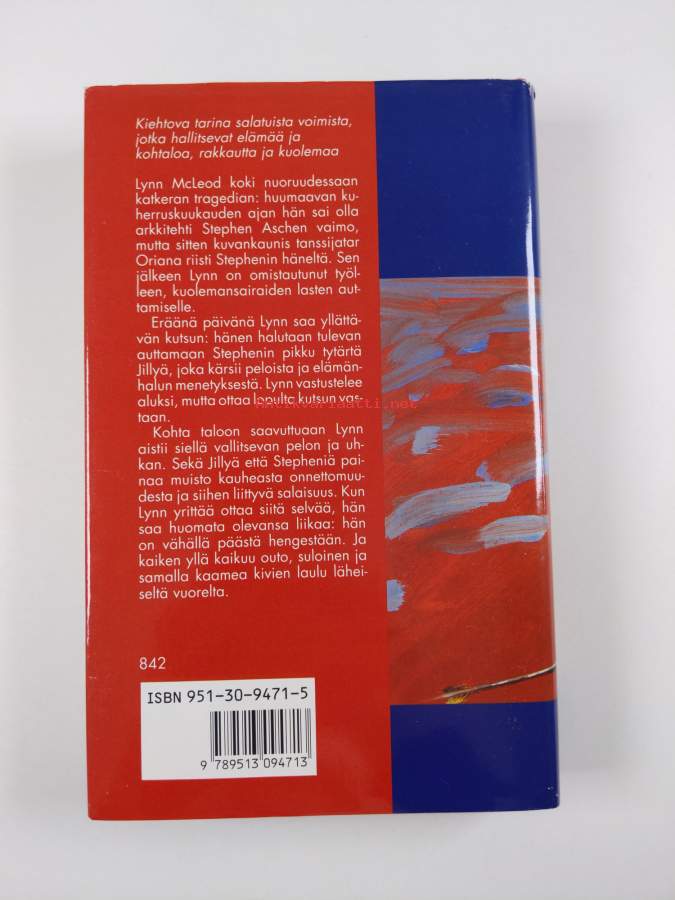 Kiehtova tarina salatuista voimista,
jotka hallitsevat elämää ja
kohtaloa, rakkautta ja kuolemaa
Lynn McLeod koki nuoruudessaan
katkeran tragedian: huumaavan ku-
herruskuukauden ajan hän sai olla
arkkitehti Stephen Aschen vaimo,
mutta sitten kuvankaunis tanssijatar
Oriana riisti Stephenin häneltä. Sen
jälkeen Lynn on omistautunut työl-
leen, kuolemansairaiden lasten aut-
tamiselle.
Eräänä päivänä Lynn saa yllättä-
vän kutsun: hänen halutaan tulevan
auttamaan Stephenin pikku tytärtä
Jillyä, joka kärsii peloista ja elämän-
halun menetyksestä. Lynn vastustelee
aluksi, mutta ottaa lopulta kutsun vas-
taan.
antikvariaatti.net
Kohta taloon saavuttuaan Lynn
aistii siellä vallitsevan pelon ja uh-
kan. Sekä Jillyä että Stepheniä pai-
naa muisto kauheasta onnettomuu-
desta ja siihen liittyvä salaisuus. Kun
Lynn yrittää ottaa siitä selvää, hän
saa huomata olevansa liikaa: hän
on vähällä päästä hengestään. Ja
kaiken yllä kaikuu outo, suloinen ja
samalla kaamea kivien laulu lähei-
seltä vuorelta.
842
ISBN 951-30-9471-5
9 789513 094713